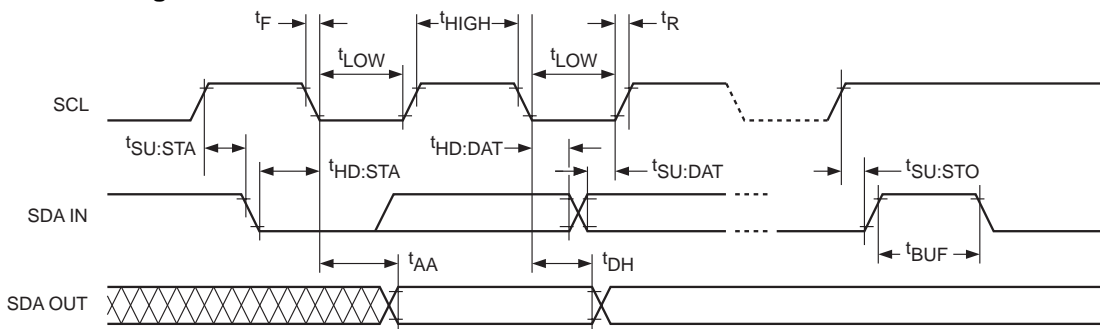 tF
tHIGH
tR
tLOW
tLOW
SCL
tSU:STA
tHD:STA
tHD:DAT
tSU:DAT
tSU:STO
SDA IN
tBUF
tAA
tDH
SDA OUT